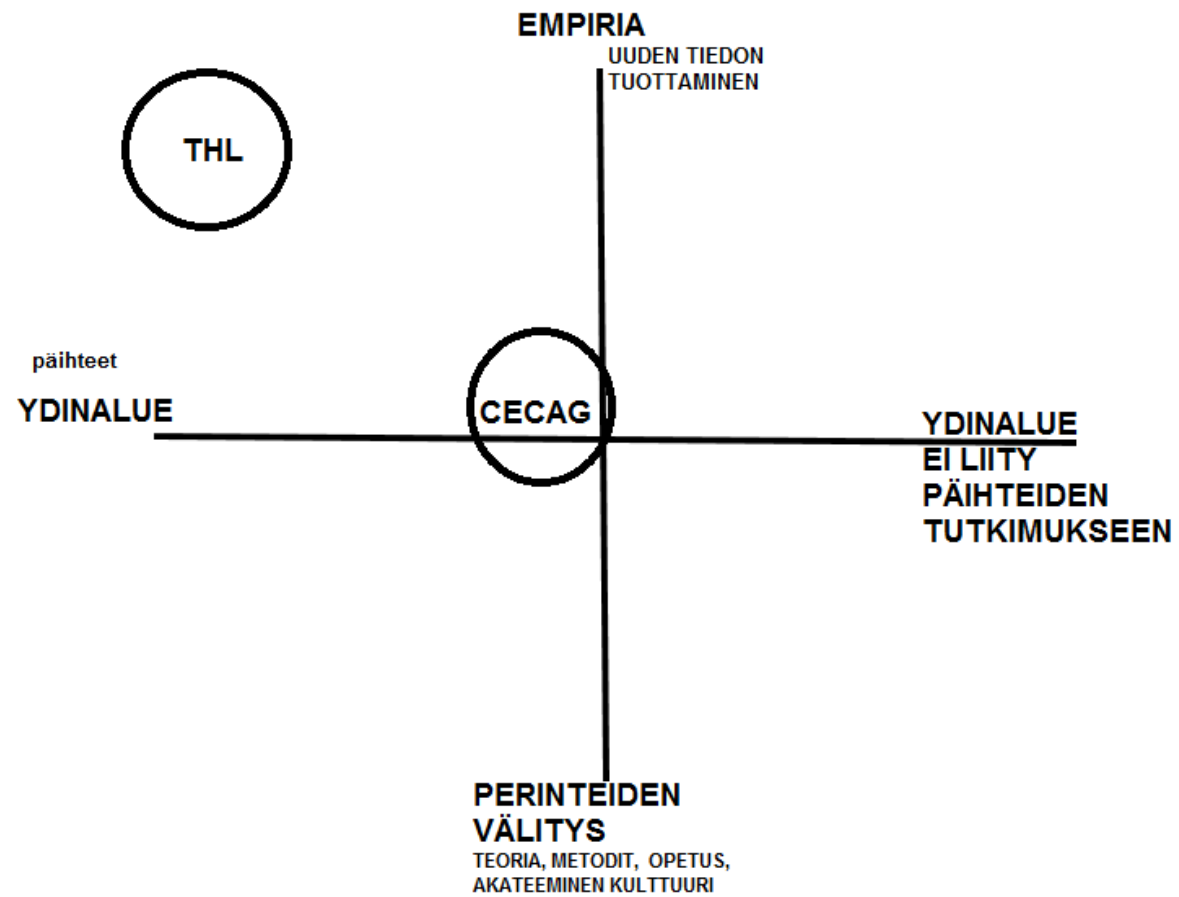 EMPIRIA
UUDEN TIEDON
TUOTTAMINEN
THL
päihteet
YDINALUE
CECAG
YDINALUE
EI LIITY
PÄIHTEIDEN
TUTKIMUKSEEN
PERINTEIDEN
VÄLITYS
TEORIA, METODIT, OPETUS,
AKATEEMINEN KULTTUURI